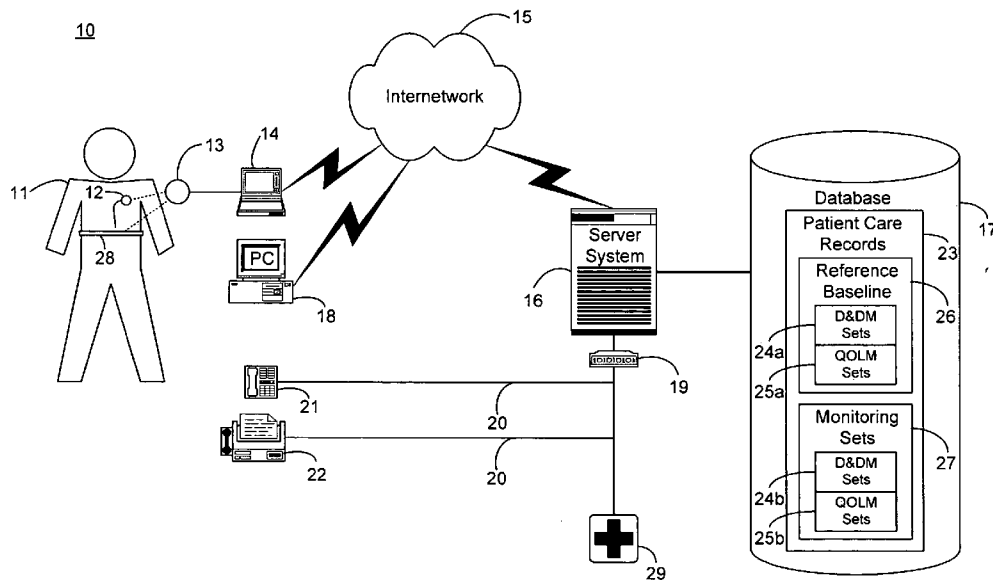 10
15
Internetwork
14
13
11
12
28
PC
18
Server
System
16
19
21
20
22
20
29
Database
17
Patient Care
Records
23
Reference
Baseline
26
D&DM
Sets
24a
QOLM
Sets
25a
Monitoring
Sets
27
D&DM
Sets
24b
QOLM
Sets
25b